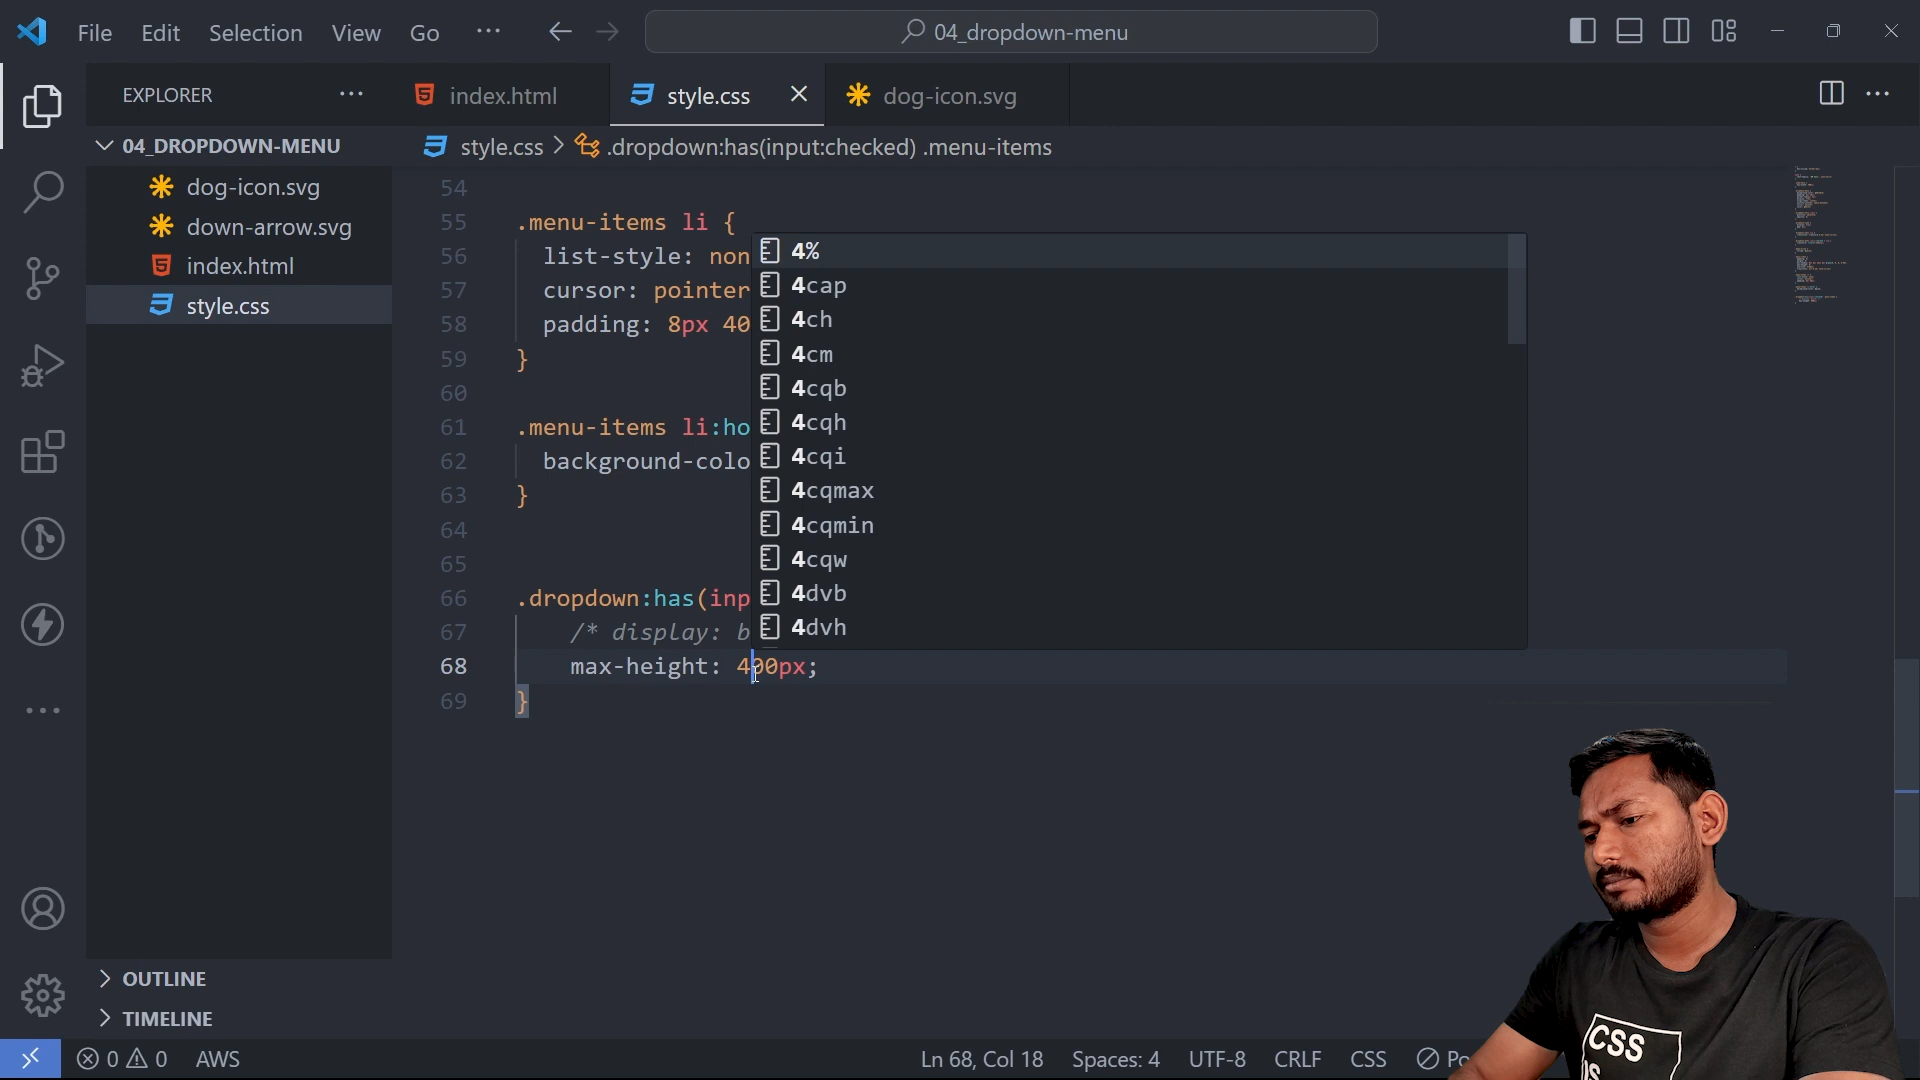 File Edit Selection View Go ··· 04_dropdown-menu
EXPLORER ··· index.html style.css dog-icon.svg ···
04_DROPDOWN-MENU
style.css > .dropdown:has(input:checked) .menu-items
dog-icon.svg
down-arrow.svg
index.html
style.css
54
55 .menu-items li {
56 list-style: non
57 cursor: pointer
58 padding: 8px 40
59 }
60
61 .menu-items li:ho
62 background-colo
63 }
64
65
66 .dropdown:has(inp
67 /* display: b
68 max-height: 400px;
69 }
4%
4cap
4ch
4cm
4cqb
4cqh
4cqi
4cqmax
4cqmin
4cqw
4dvb
4dvh
OUTLINE
TIMELINE
0 0 AWS Ln 68, Col 18 Spaces: 4 UTF-8 CRLF CSS
CSS